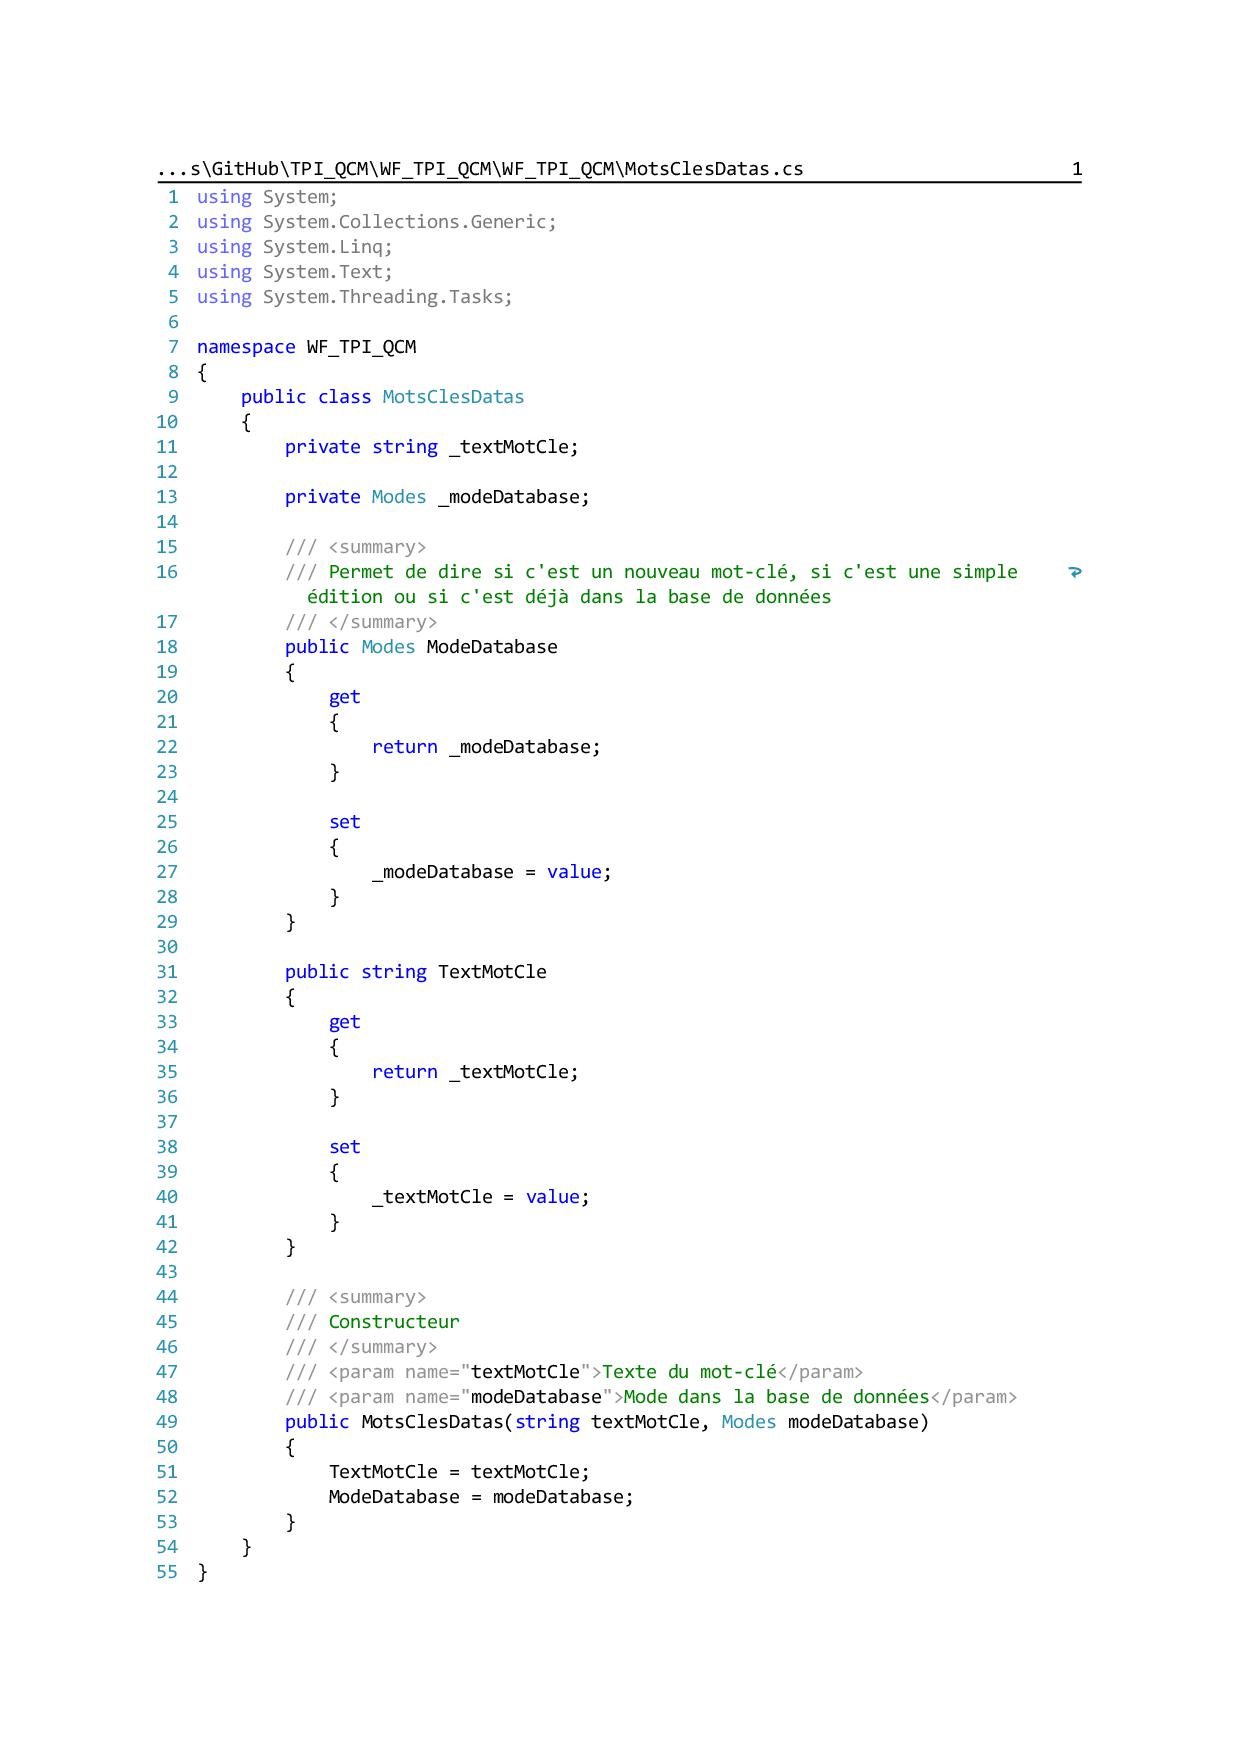 ...s\GitHub\TPI_QCM\WF_TPI_QCM\WF_TPI_QCM\MotsClesDatas.cs 1
1 using System;
2 using System.Collections.Generic;
3 using System.Linq;
4 using System.Text;
5 using System.Threading.Tasks;
6
7 namespace WF_TPI_QCM
8 {
9     public class MotsClesDatas
10     {
11         private string _textMotCle;
12
13         private Modes _modeDatabase;
14
15         /// <summary>
16         /// Permet de dire si c'est un nouveau mot-clé, si c'est une simple
édition ou si c'est déjà dans la base de données
17         /// </summary>
18         public Modes ModeDatabase
19         {
20             get
21             {
22                 return _modeDatabase;
23             }
24
25             set
26             {
27                 _modeDatabase = value;
28             }
29         }
30
31         public string TextMotCle
32         {
33             get
34             {
35                 return _textMotCle;
36             }
37
38             set
39             {
40                 _textMotCle = value;
41             }
42         }
43
44         /// <summary>
45         /// Constructeur
46         /// </summary>
47         /// <param name="textMotCle">Texte du mot-clé</param>
48         /// <param name="modeDatabase">Mode dans la base de données</param>
49         public MotsClesDatas(string textMotCle, Modes modeDatabase)
50         {
51             TextMotCle = textMotCle;
52             ModeDatabase = modeDatabase;
53         }
54     }
55 }